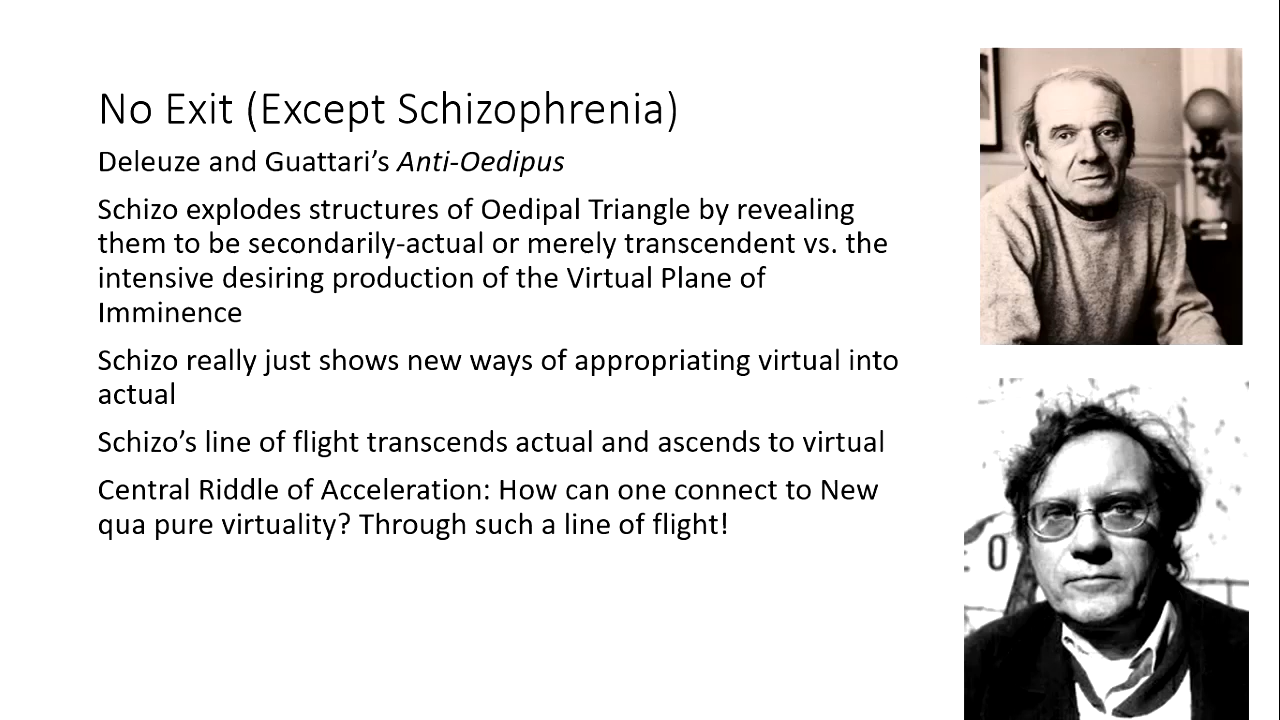 No Exit (Except Schizophrenia)
Deleuze and Guattari’s Anti-Oedipus
Schizo explodes structures of Oedipal Triangle by revealing
them to be secondarily-actual or merely transcendent vs. the
intensive desiring production of the Virtual Plane of
Imminence
Schizo really just shows new ways of appropriating virtual into
actual
Schizo’s line of flight transcends actual and ascends to virtual
Central Riddle of Acceleration: How can one connect to New
qua pure virtuality? Through such a line of flight!
0